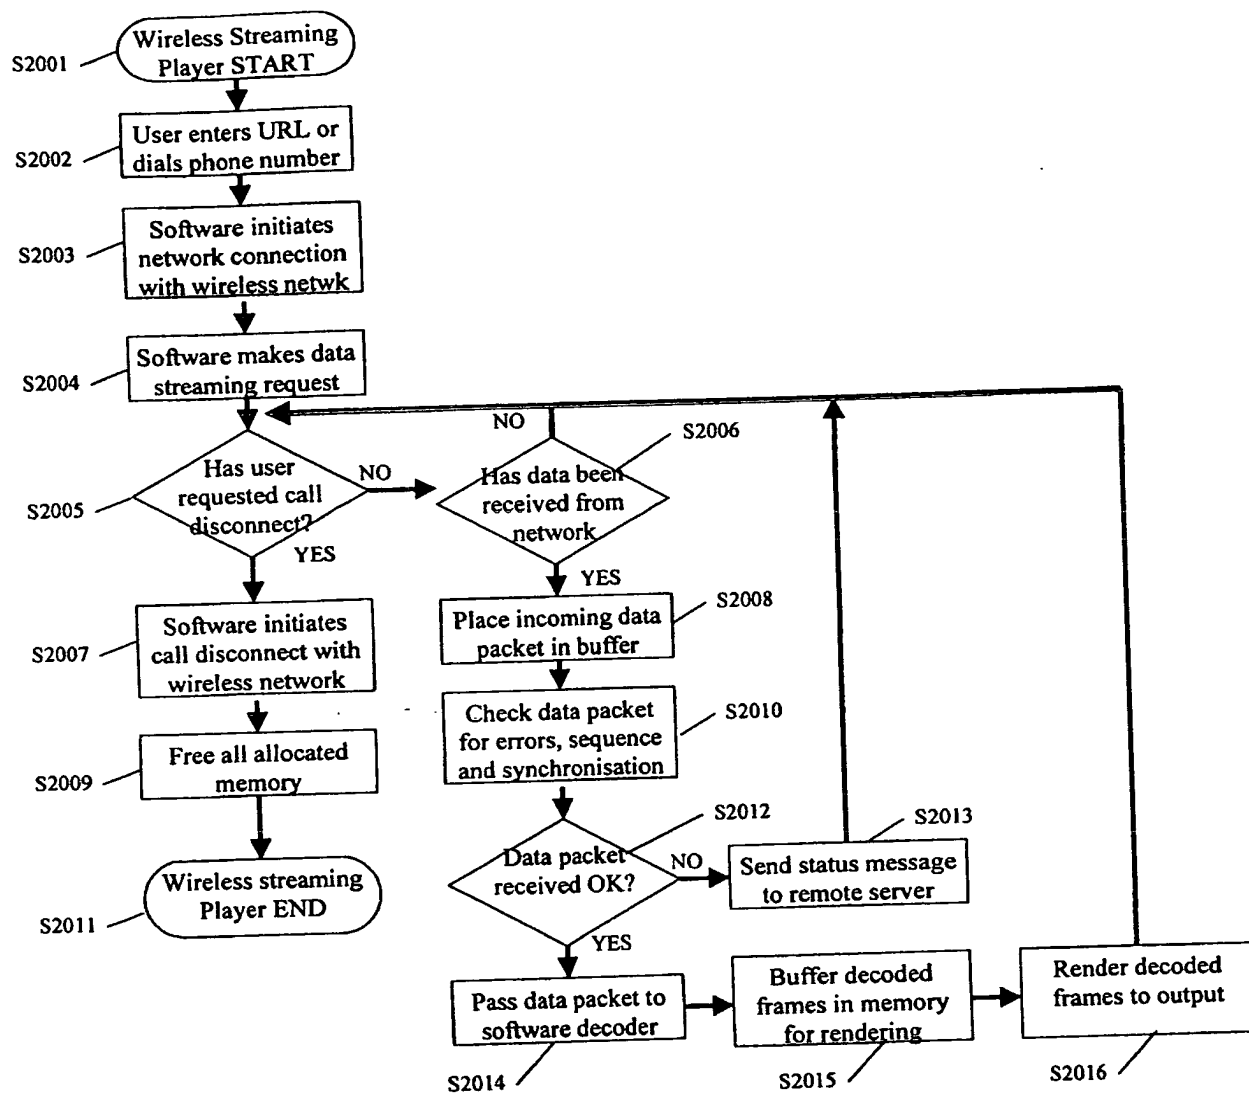 Wireless Streaming
Player START
S2001
User enters URL or
dials phone number
S2002
Software initiates
network connection
with wireless netwk
S2003
Software makes data
streaming request
S2004
Has user
requested call
disconnect?
S2005
NO
YES
NO
S2006
Has data been
received from
network
YES
Software initiates
call disconnect with
wireless network
S2007
Place incoming data
packet in buffer
S2008
Free all allocated
memory
S2009
Check data packet
for errors, sequence
and synchronisation
S2010
Wireless streaming
Player END
S2011
Data packet
received OK?
S2012
NO
YES
Send status message
to remote server
S2013
Pass data packet to
software decoder
S2014
Buffer decoded
frames in memory
for rendering
S2015
Render decoded
frames to output
S2016